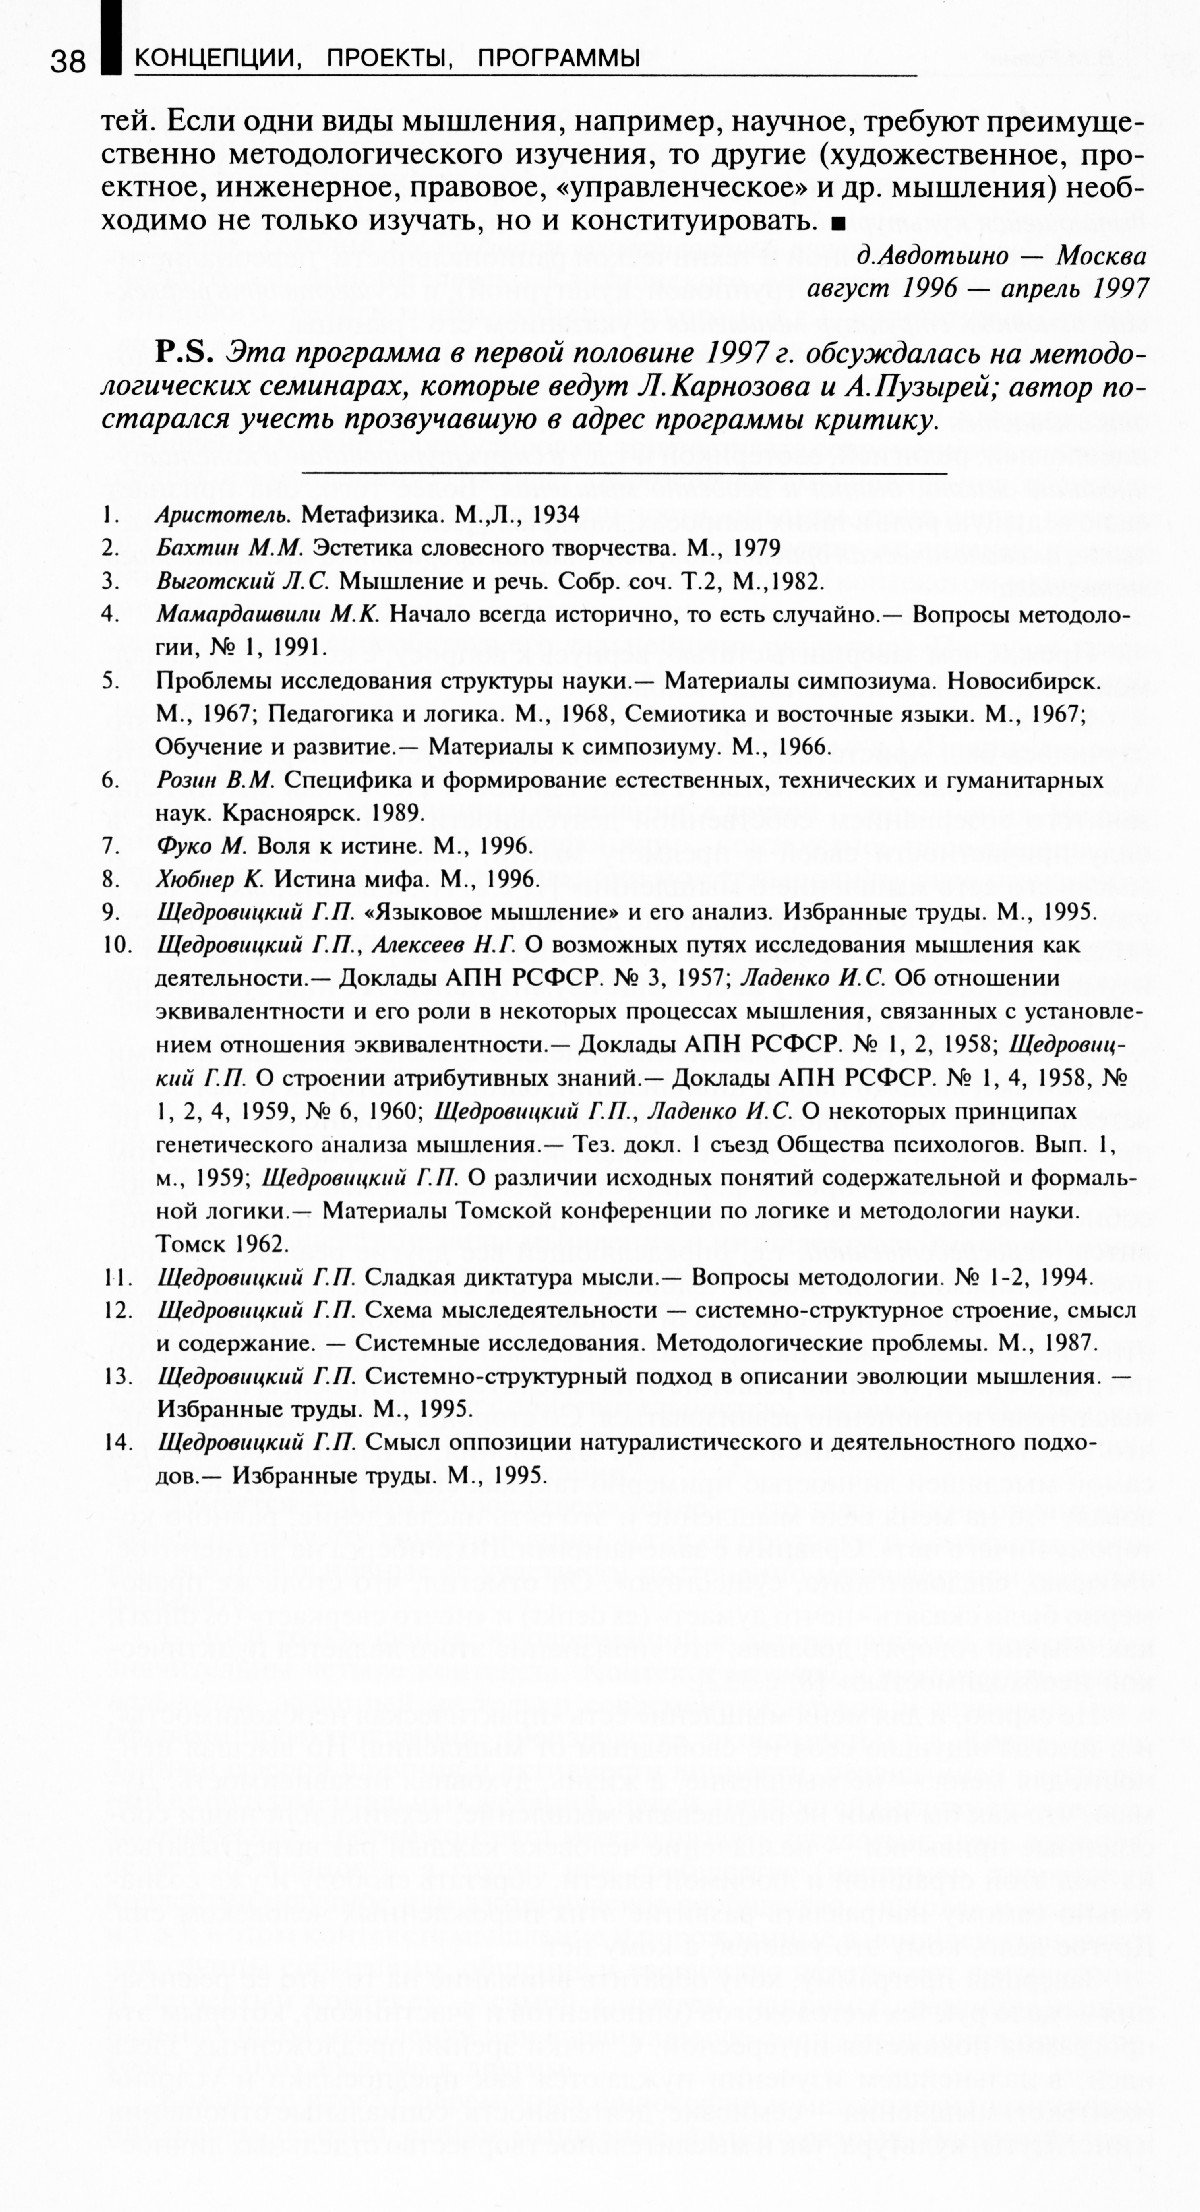 38 КОНЦЕПЦИИ, ПРОЕКТЫ, ПРОГРАММЫ
тей. Если одни виды мышления, например, научное, требуют преимуще-
ственно методологического изучения, то другие (художественное, про-
ектное, инженерное, правовое, «управленческое» и др. мышления) необ-
ходимо не только изучать, но и конституировать. ■
д.Авдотьино — Москва
август 1996 — апрель 1997
P.S. Эта программа в первой половине 1997 г. обсуждалась на методо-
логических семинарах, которые ведут Л.Карнозова и А.Пузырей; автор по-
старался учесть прозвучавшую в адрес программы критику.
1. Аристотель. Метафизика. М.,Л., 1934
2. Бахтин М.М. Эстетика словесного творчества. М., 1979
3. Выготский Л.С. Мышление и речь. Собр. соч. Т.2, М.,1982.
4. Мамардашвили М.К. Начало всегда исторично, то есть случайно.— Вопросы методоло-
гии, № 1, 1991.
5. Проблемы исследования структуры науки.— Материалы симпозиума. Новосибирск.
М., 1967; Педагогика и логика. М., 1968, Семиотика и восточные языки. М., 1967;
Обучение и развитие.— Материалы к симпозиуму. М., 1966.
6. Розин В.М. Специфика и формирование естественных, технических и гуманитарных
наук. Красноярск. 1989.
7. Фуко М. Воля к истине. М., 1996.
8. Хюбнер К. Истина мифа. М., 1996.
9. Щедровицкий Г.П. «Языковое мышление» и его анализ. Избранные труды. М., 1995.
10. Щедровицкий Г.П., Алексеев Н.Г. О возможных путях исследования мышления как
деятельности.— Доклады АПН РСФСР. № 3, 1957; Ладенко И.С. Об отношении
эквивалентности и его роли в некоторых процессах мышления, связанных с установле-
нием отношения эквивалентности.— Доклады АПН РСФСР. № 1, 2, 1958; Щедровиц-
кий Г.П. О строении атрибутивных знаний.— Доклады АПН РСФСР. № 1, 4, 1958, №
1, 2, 4, 1959, № 6, 1960; Щедровицкий Г.П., Ладенко И.С. О некоторых принципах
генетического анализа мышления.— Тез. докл. 1 съезд Общества психологов. Вып. 1,
м., 1959; Щедровицкий Г.П. О различии исходных понятий содержательной и формаль-
ной логики.— Материалы Томской конференции по логике и методологии науки.
Томск 1962.
11. Щедровицкий Г.П. Сладкая диктатура мысли.— Вопросы методологии. № 1-2, 1994.
12. Щедровицкий Г.П. Схема мыследеятельности — системно-структурное строение, смысл
и содержание. — Системные исследования. Методологические проблемы. М., 1987.
13. Щедровицкий Г.П. Системно-структурный подход в описании эволюции мышления. —
Избранные труды. М., 1995.
14. Щедровицкий Г.П. Смысл оппозиции натуралистического и деятельностного подхо-
дов.— Избранные труды. М., 1995.